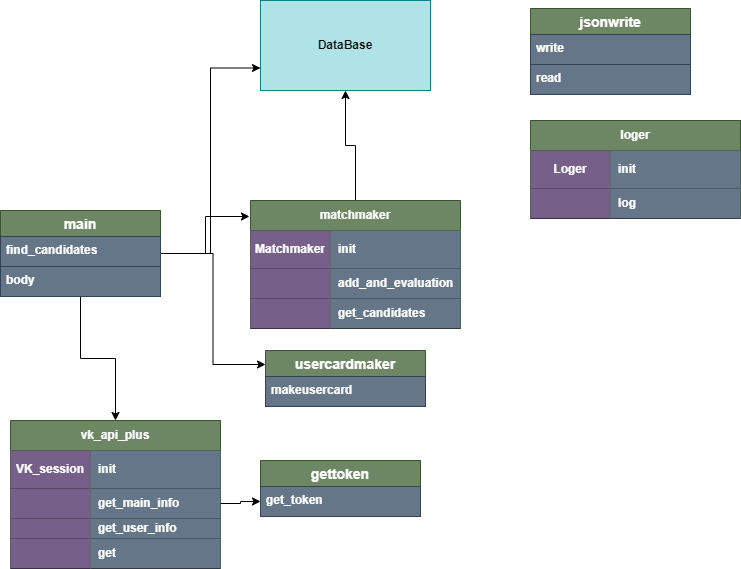 DataBase
jsonwrite
write
read
loger
Loger init
log
main
find_candidates
body
matchmaker
Matchmaker init
add_and_evaluation
get_candidates
usercardmaker
makeusercard
vk_api_plus
VK_session init
get_main_info
get_user_info
get
gettoken
get_token